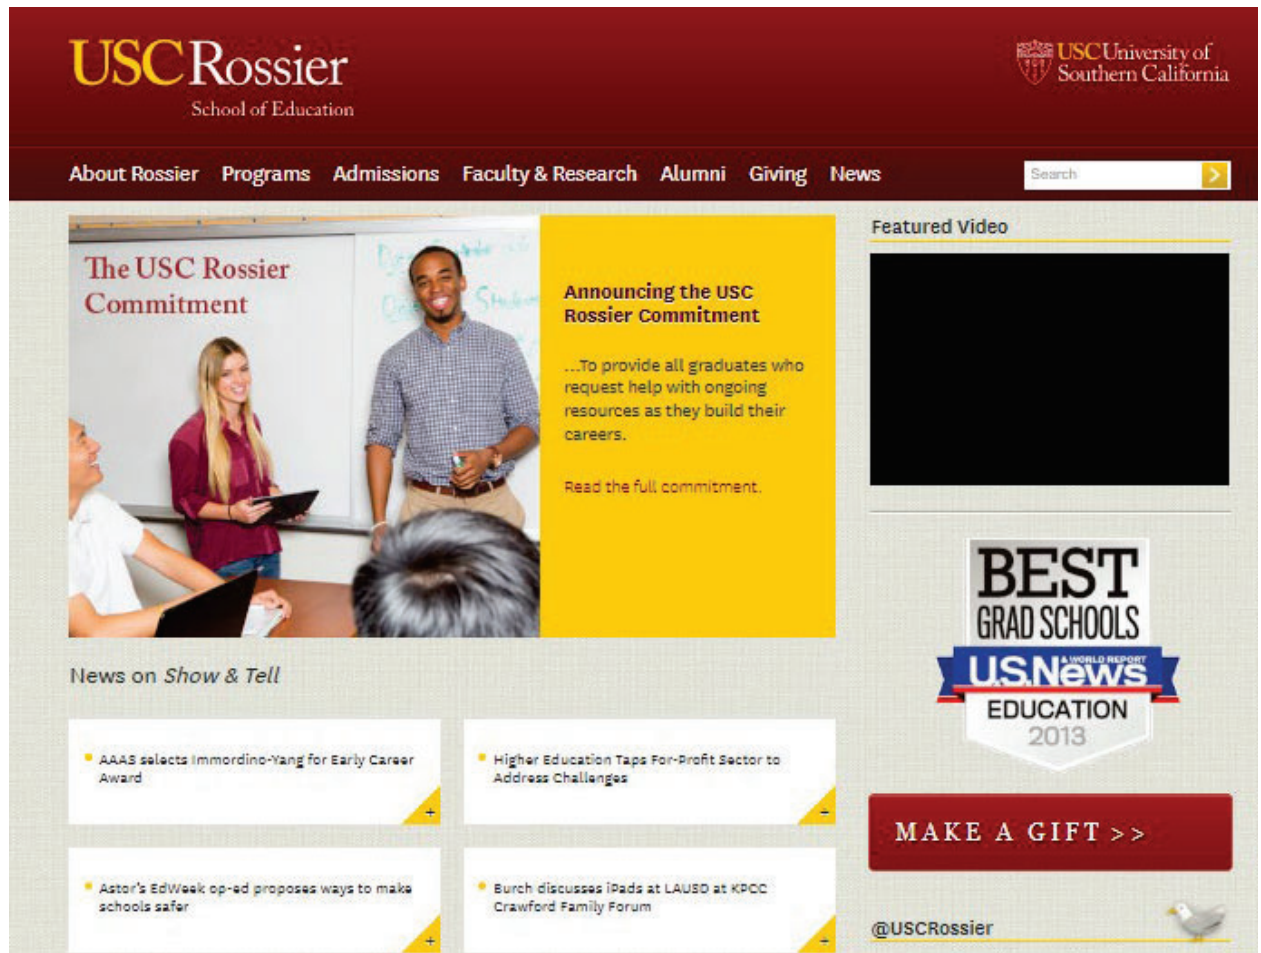 USC Rossier
School of Education
USC University of
Southern California
About Rossier Programs Admissions Faculty & Research Alumni Giving News
Search
The USC Rossier
Commitment
Announcing the USC
Rossier Commitment
...To provide all graduates who
request help with ongoing
resources as they build their
careers.
Read the full commitment.
Featured Video
BEST
GRAD SCHOOLS
U.S.News
& WORLD REPORT
EDUCATION
2013
News on Show & Tell
AAAS selects Immordino-Yang for Early Career
Award
+
Higher Education Taps For-Profit Sector to
Address Challenges
+
Astor's EdWeek op-ed proposes ways to make
schools safer
+
Burch discusses iPads at LAUSD at KPCC
Crawford Family Forum
+
MAKE A GIFT >>
@USCRossier